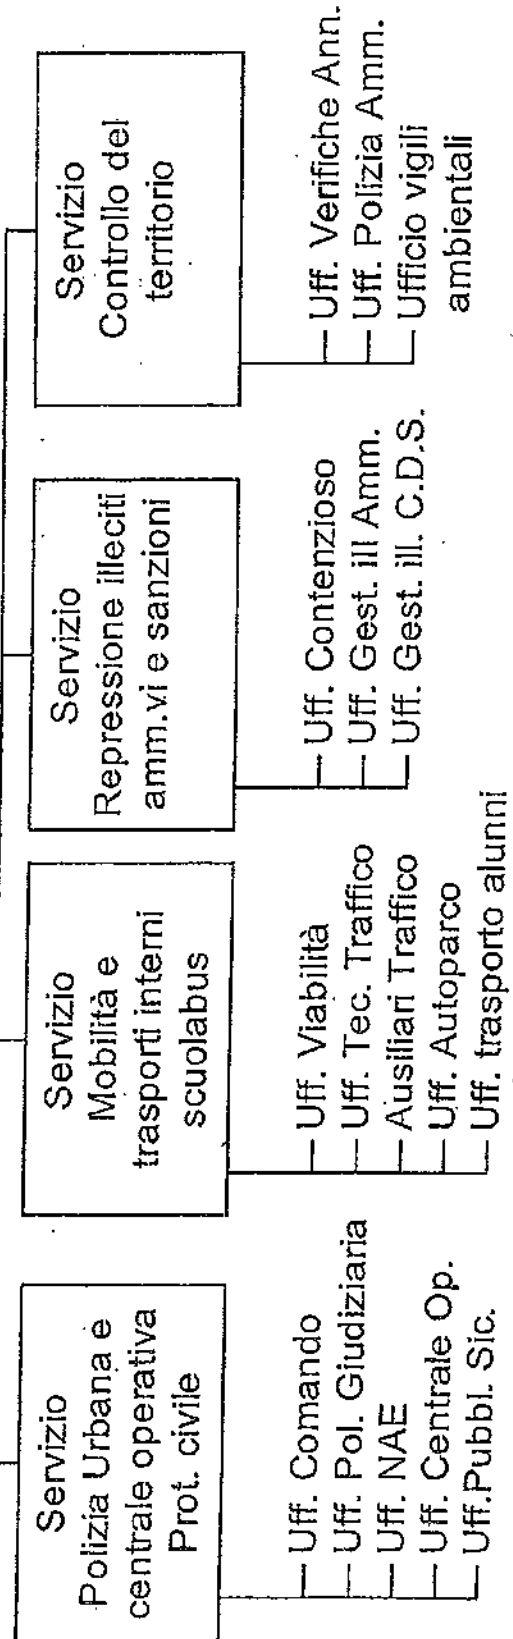 Servizio
Polizia Urbana e
centrale operativa
Prot. civile
Uff. Comando
Uff. Pol. Giudiziaria
Uff. NAE
Uff. Centrale Op.
Uff.Pubbl. Sic.
Servizio
Mobilità e
trasporti interni
scuolabus
Uff. Viabilità
Uff. Tec. Traffico
Ausiliari Traffico
Uff. Autoparco
Uff. trasporto alunni
Servizio
Repressione illeciti
amm.vi e sanzioni
Uff. Contenzioso
Uff. Gest. ill Amm.
Uff. Gest. ill. C.D.S.
Servizio
Controllo del
territorio
Uff. Verifiche Ann.
Uff. Polizia Amm.
Ufficio vigili
ambientali